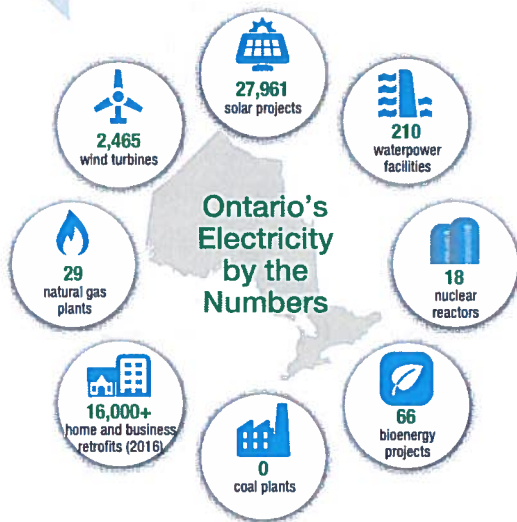 27,961
solar projects
2,465
wind turbines
210
waterpower
facilities
Ontario's
Electricity
by the
Numbers
29
natural gas
plants
18
nuclear
reactors
16,000+
home and business
retrofits (2016)
66
bioenergy
projects
0
coal plants